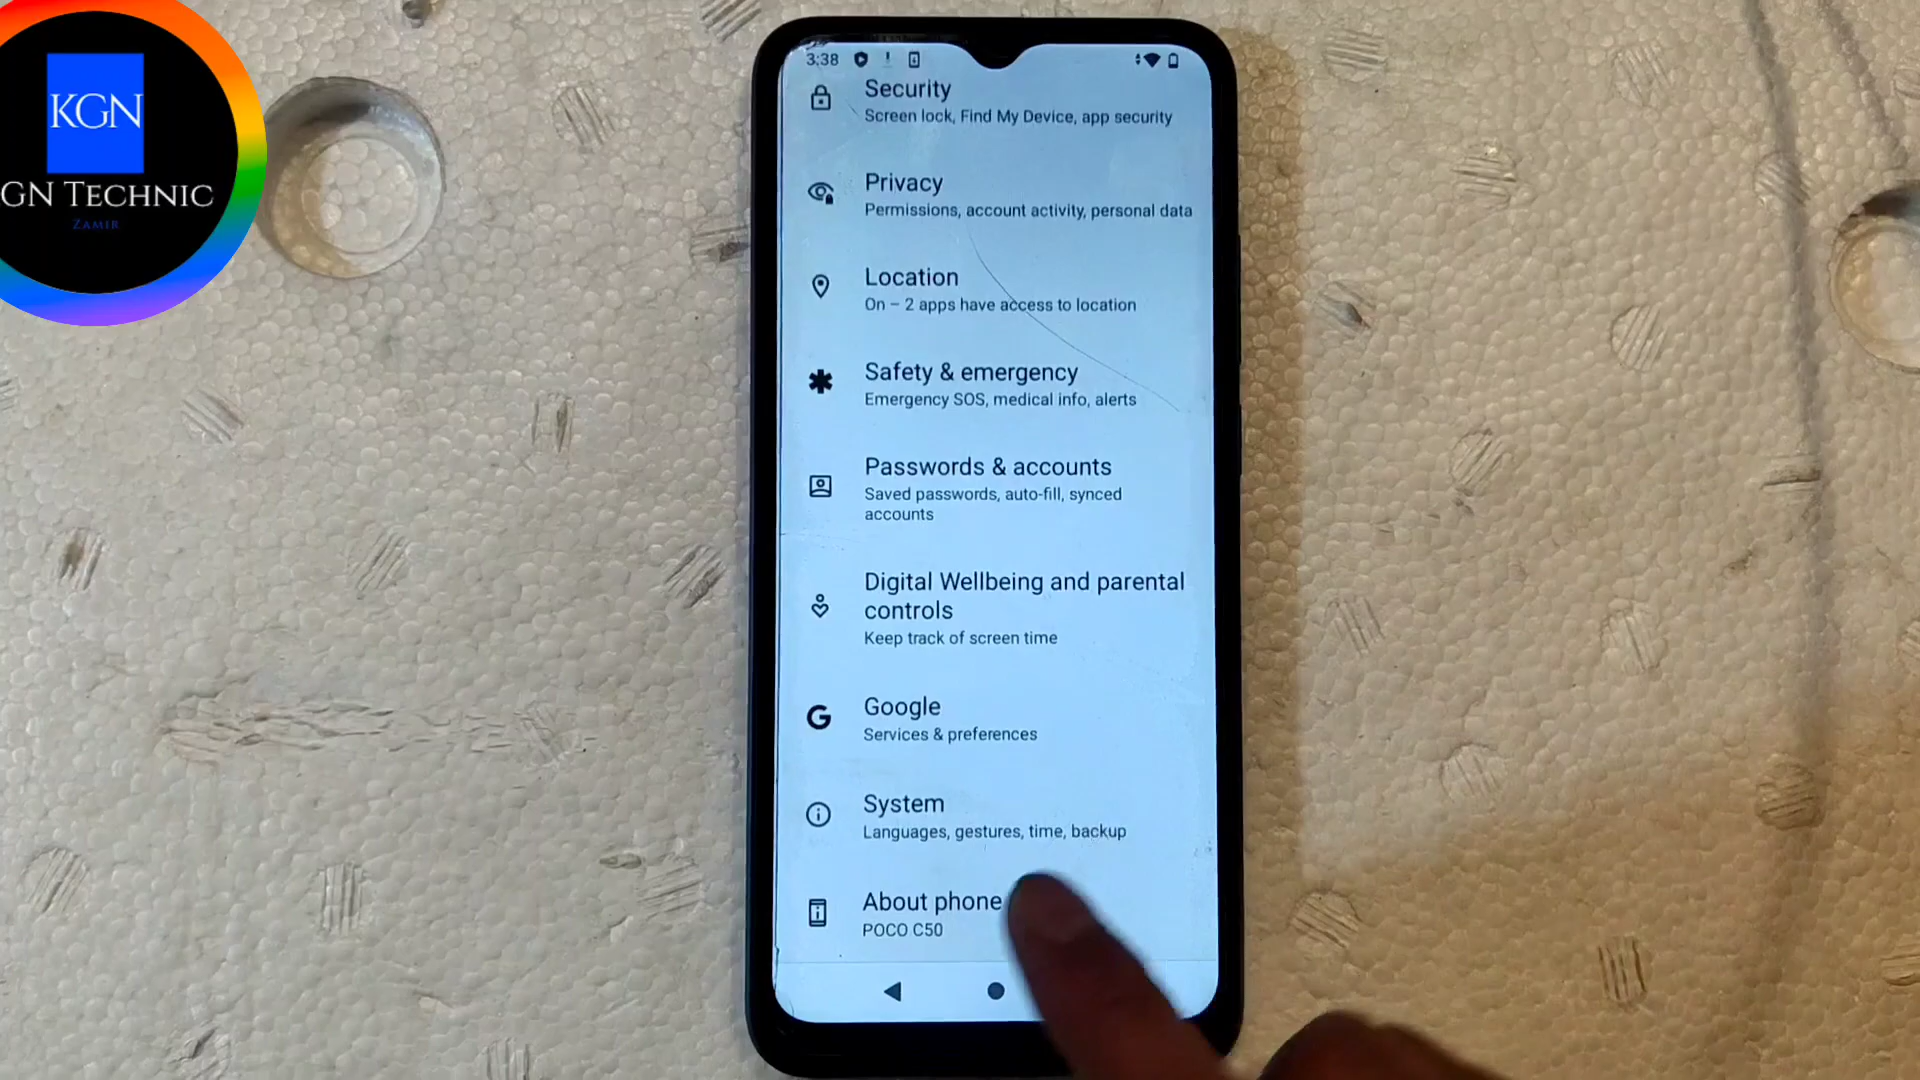 KGN
GN TECHNIC
ZAMIR
3:38
Security
Screen lock, Find My Device, app security
Privacy
Permissions, account activity, personal data
Location
On – 2 apps have access to location
Safety & emergency
Emergency SOS, medical info, alerts
Passwords & accounts
Saved passwords, auto-fill, synced
accounts
Digital Wellbeing and parental
controls
Keep track of screen time
Google
Services & preferences
System
Languages, gestures, time, backup
About phone
POCO C50